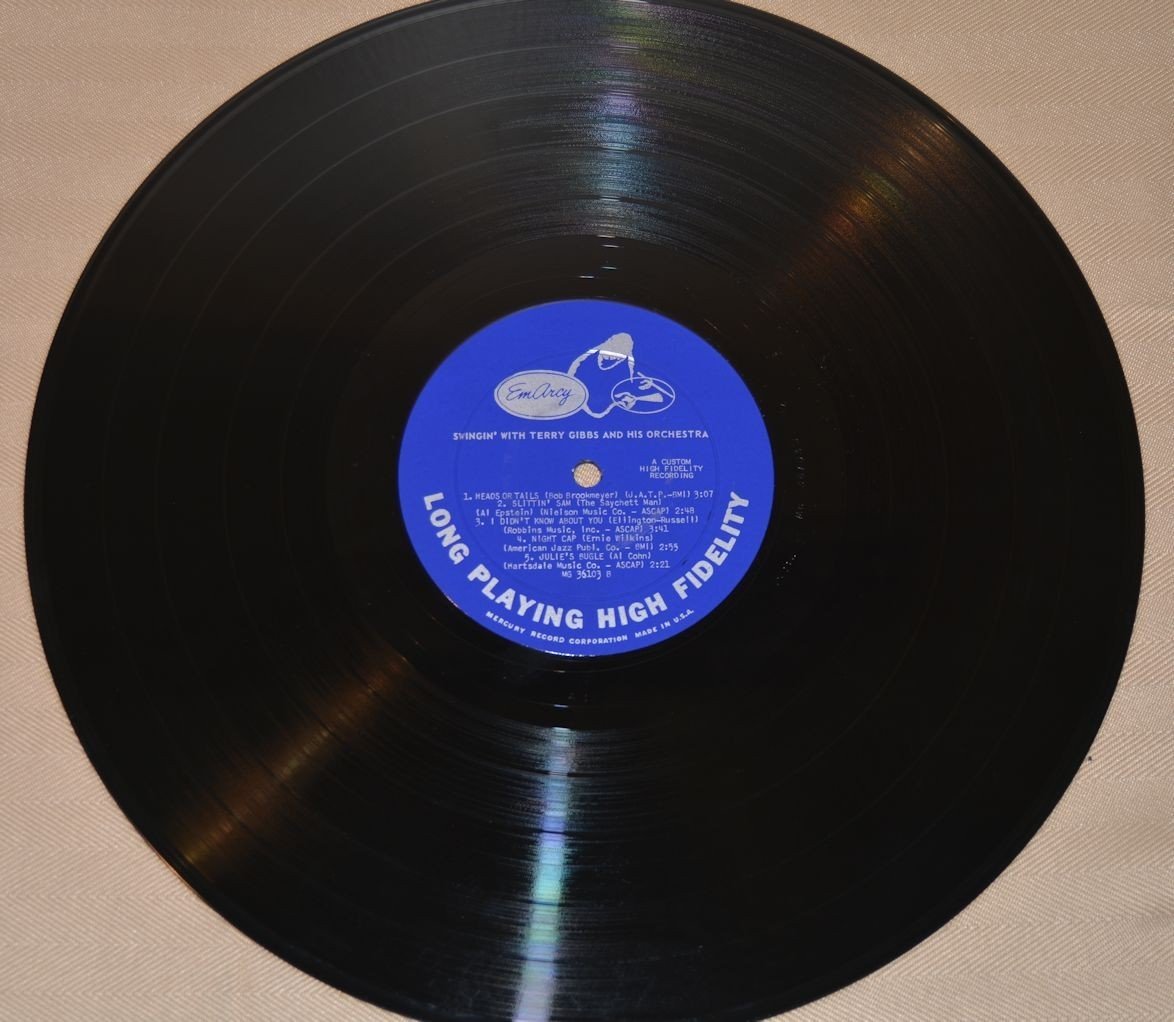 EmArcy
SWINGIN' WITH TERRY GIBBS AND HIS ORCHESTRA
A CUSTOM
HIGH FIDELITY
RECORDING
1. HEADS OR TAILS (Bob Brookmeyer) (J.A.T.P.-BMI) 3:07
2. SLITTIN' SAM (The Saychett Man)
(Al Epstein) (Nielson Music Co. - ASCAP) 2:48
3. I DIDN'T KNOW ABOUT YOU (Ellington-Russell)
(Robbins Music, Inc. - ASCAP) 3:41
4. NIGHT CAP (Ernie Wilkins)
(American Jazz Publ. Co. - BMI) 2:55
5. JULIE'S BUGLE (Al Cohn)
(Hartsdale Music Co. - ASCAP) 2:21
MG 36103 B
LONG PLAYING HIGH FIDELITY
MERCURY RECORD CORPORATION MADE IN U.S.A.